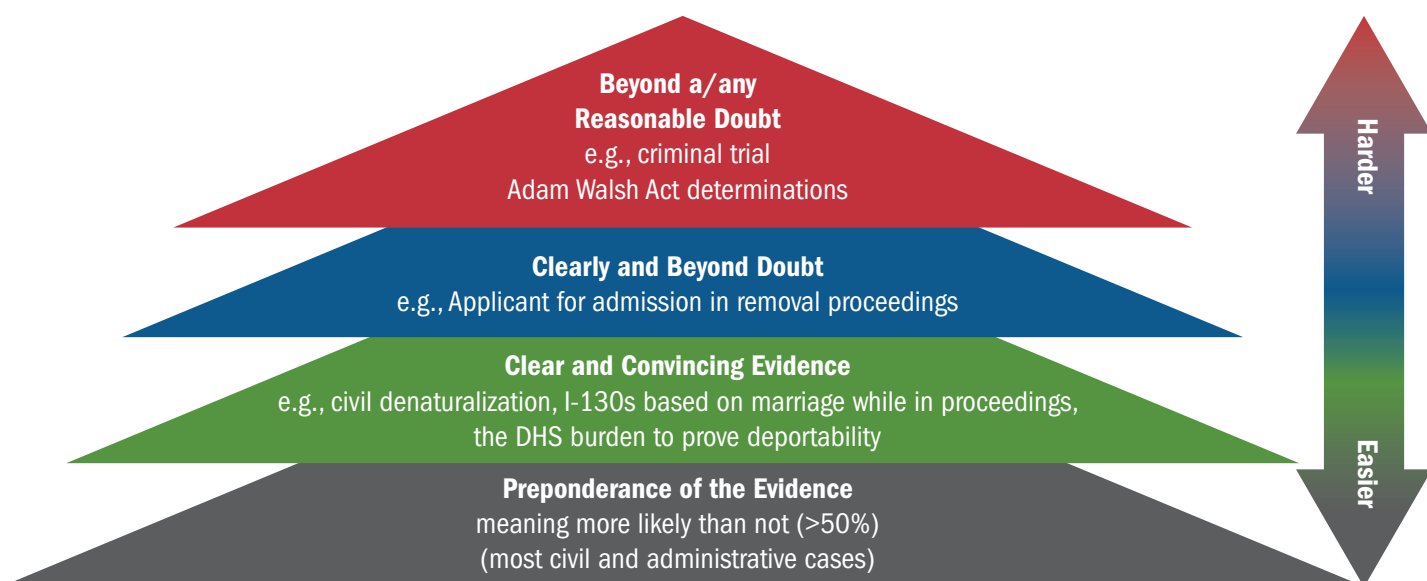 Beyond a/any
Reasonable Doubt
e.g., criminal trial
Adam Walsh Act determinations
Clearly and Beyond Doubt
e.g., Applicant for admission in removal proceedings
Clear and Convincing Evidence
e.g., civil denaturalization, I-130s based on marriage while in proceedings,
the DHS burden to prove deportability
Preponderance of the Evidence
meaning more likely than not (>50%)
(most civil and administrative cases)
Harder
Easier